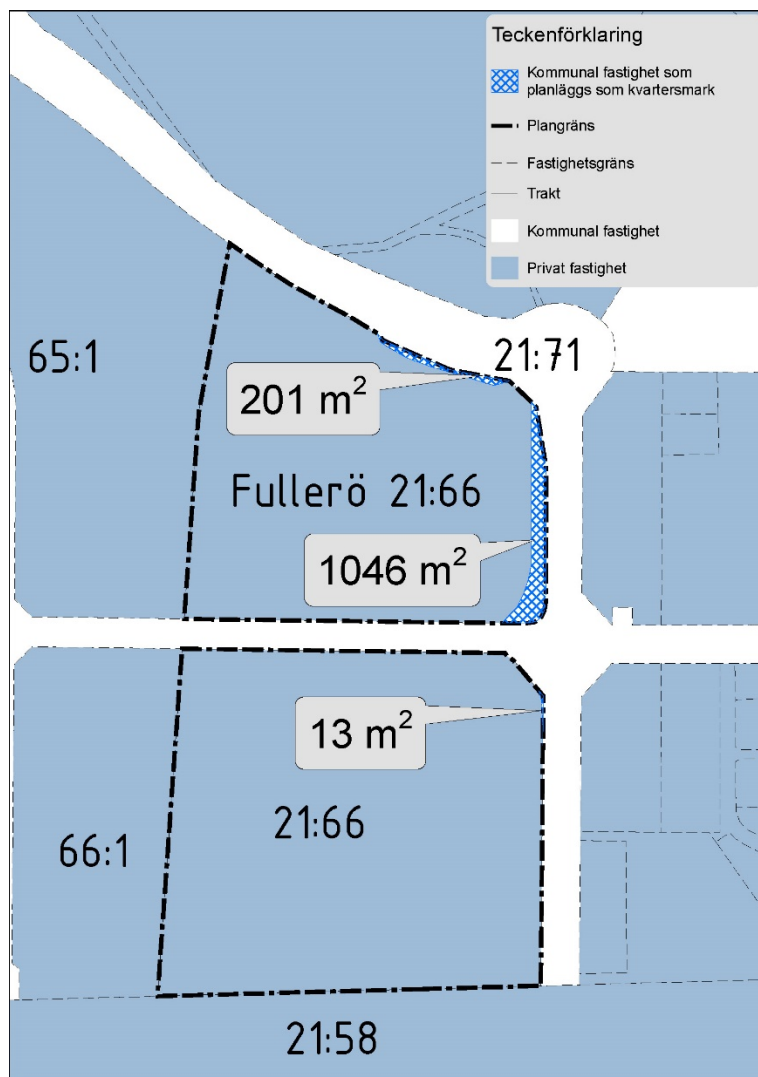 Teckenförklaring
Kommunal fastighet som
planläggs som kvartersmark
Plangräns
Fastighetsgräns
Trakt
Kommunal fastighet
Privat fastighet
65:1
21:71
201 m²
Fullerö 21:66
1046 m²
13 m²
21:66
66:1
21:58